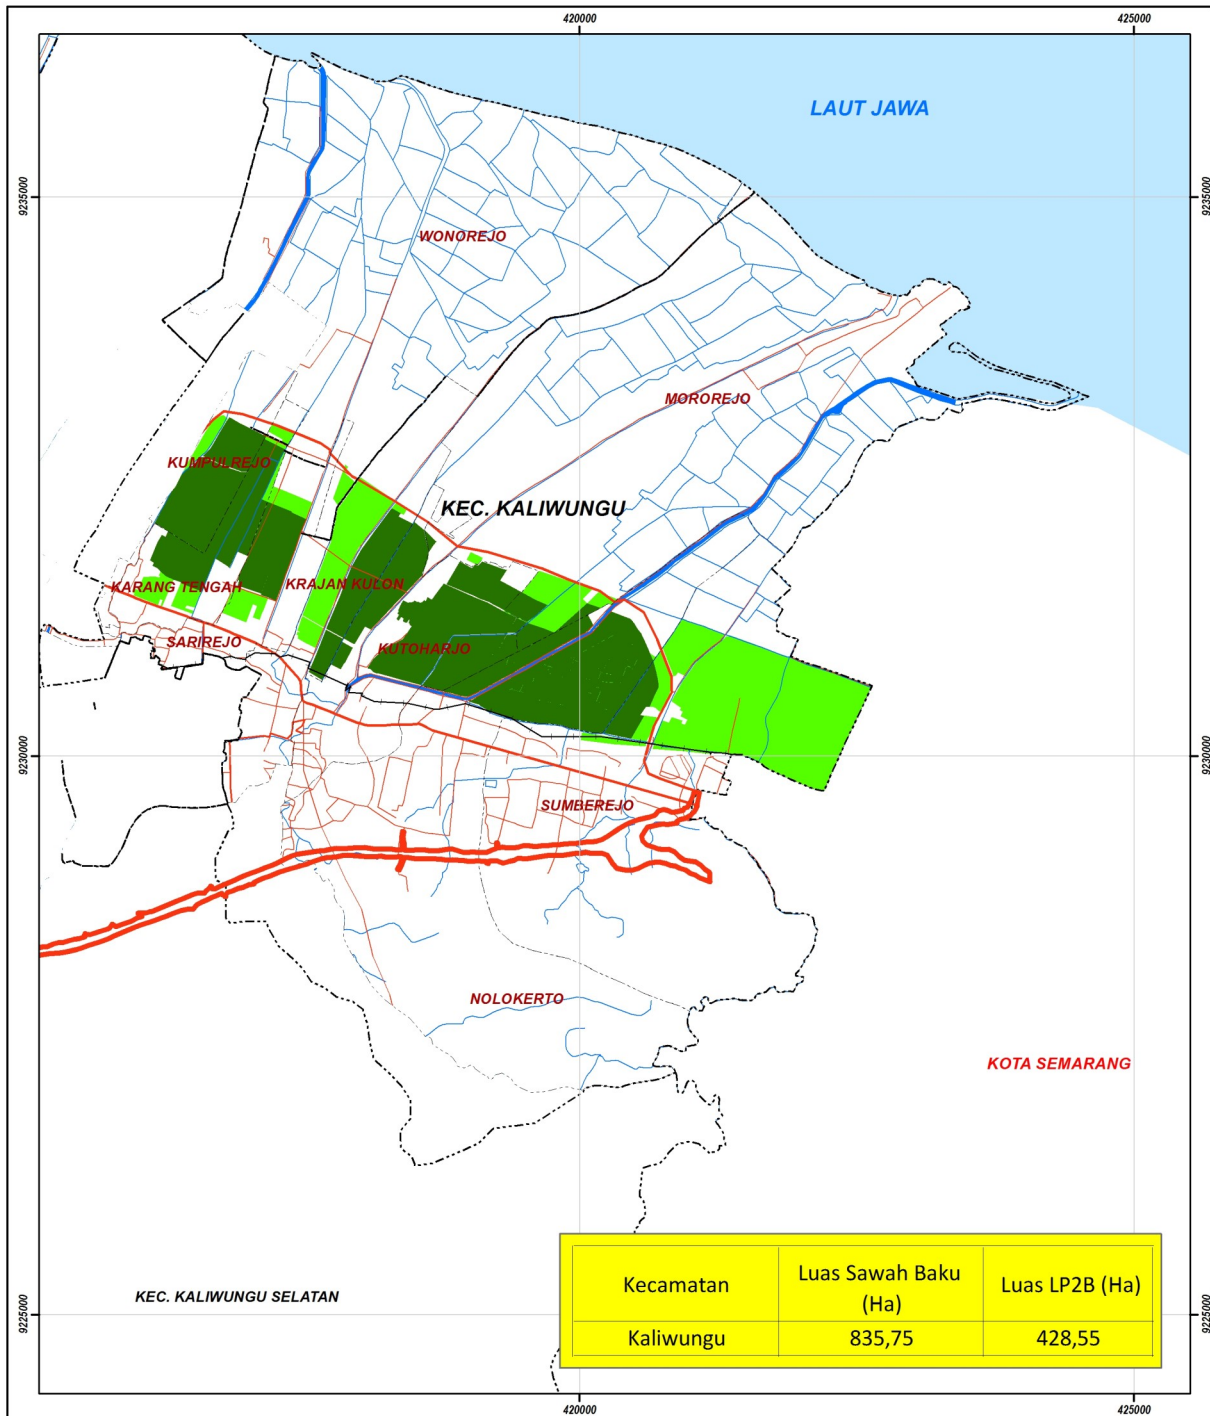 420000
425000
LAUT JAWA
9235000
9235000
WONOREJO
MOROREJO
KUMPULREJO
KEC. KALIWUNGU
KARANG TENGAH
KRAJAN KULON
SARIREJO
KUTOHARJO
9230000
9230000
SUMBEREJO
NOLOKERTO
KOTA SEMARANG
KEC. KALIWUNGU SELATAN
Kecamatan
Luas Sawah Baku
(Ha)
Luas LP2B (Ha)
Kaliwungu
835,75
428,55
9225000
9225000
420000
425000